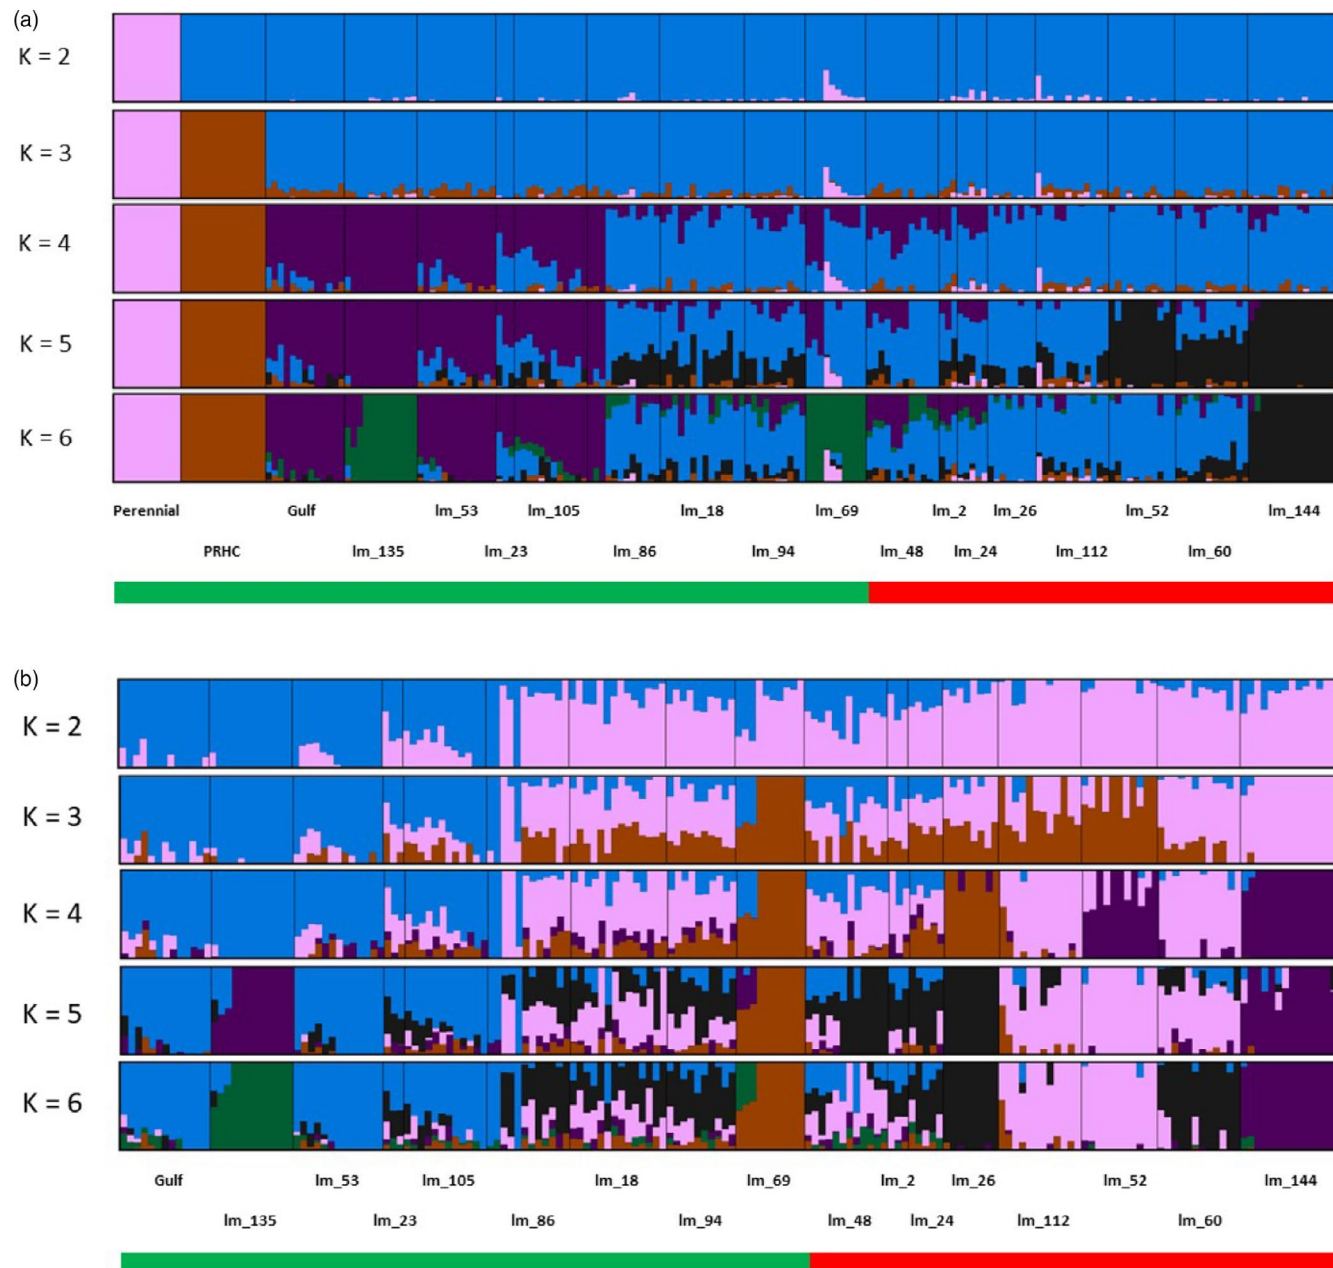 (a)
K = 2
K = 3
K = 4
K = 5
K = 6
Perennial Gulf lm_53 lm_105 lm_18 lm_69 lm_2 lm_26 lm_52 lm_144
PRHC lm_135 lm_23 lm_86 lm_94 lm_48 lm_24 lm_112 lm_60
(b)
K = 2
K = 3
K = 4
K = 5
K = 6
Gulf lm_53 lm_105 lm_18 lm_69 lm_2 lm_26 lm_52 lm_144
lm_135 lm_23 lm_86 lm_94 lm_48 lm_24 lm_112 lm_60